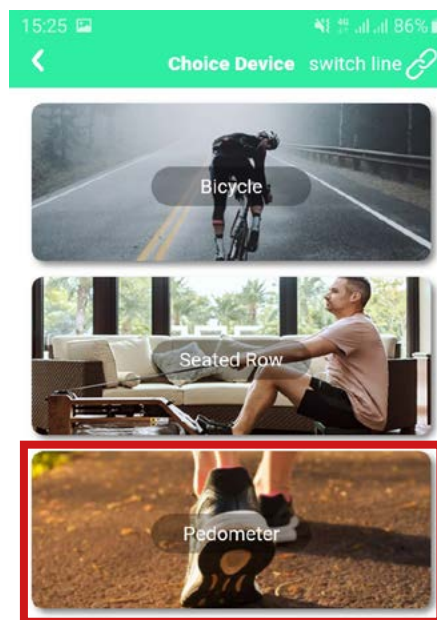 15:25 86%
Choice Device switch line
Bicycle
Seated Row
Pedometer